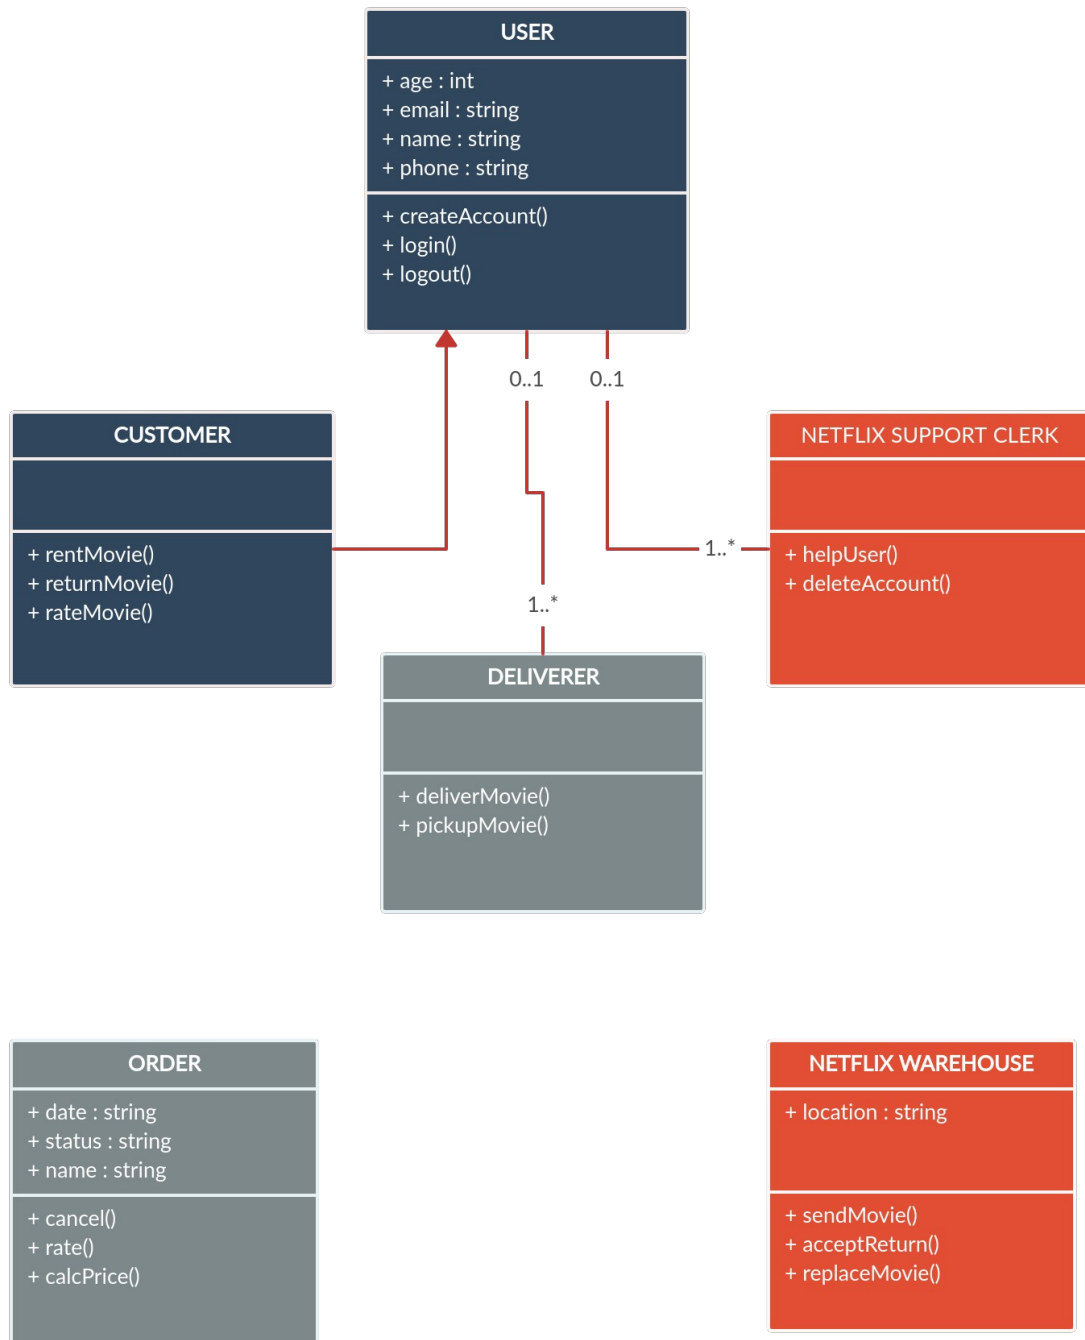 USER
+ age : int
+ email : string
+ name : string
+ phone : string
+ createAccount()
+ login()
+ logout()
0..1
0..1
CUSTOMER
+ rentMovie()
+ returnMovie()
+ rateMovie()
NETFLIX SUPPORT CLERK
+ helpUser()
+ deleteAccount()
1..*
1..*
DELIVERER
+ deliverMovie()
+ pickupMovie()
ORDER
+ date : string
+ status : string
+ name : string
+ cancel()
+ rate()
+ calcPrice()
NETFLIX WAREHOUSE
+ location : string
+ sendMovie()
+ acceptReturn()
+ replaceMovie()